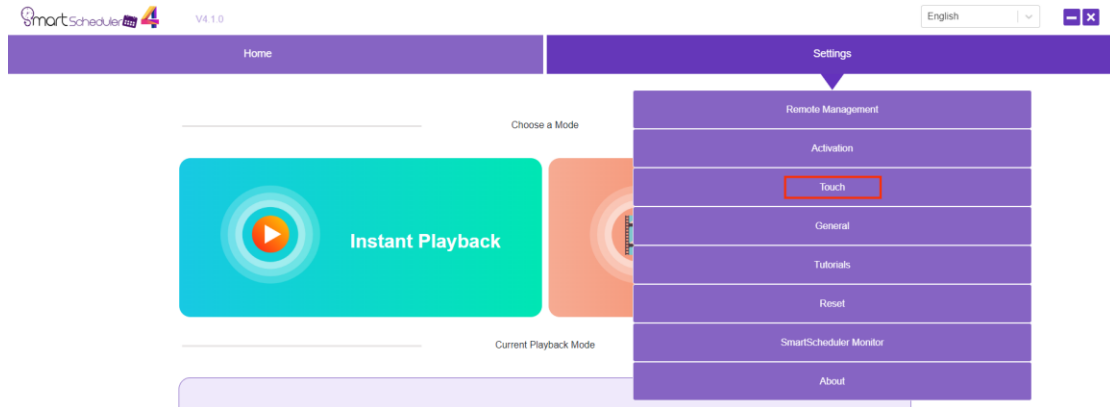 SmartScheduler 4 V4.1.0 English
Home Settings
Choose a Mode
Instant Playback
Current Playback Mode
Remote Management
Activation
Touch
General
Tutorials
Reset
SmartScheduler Monitor
About